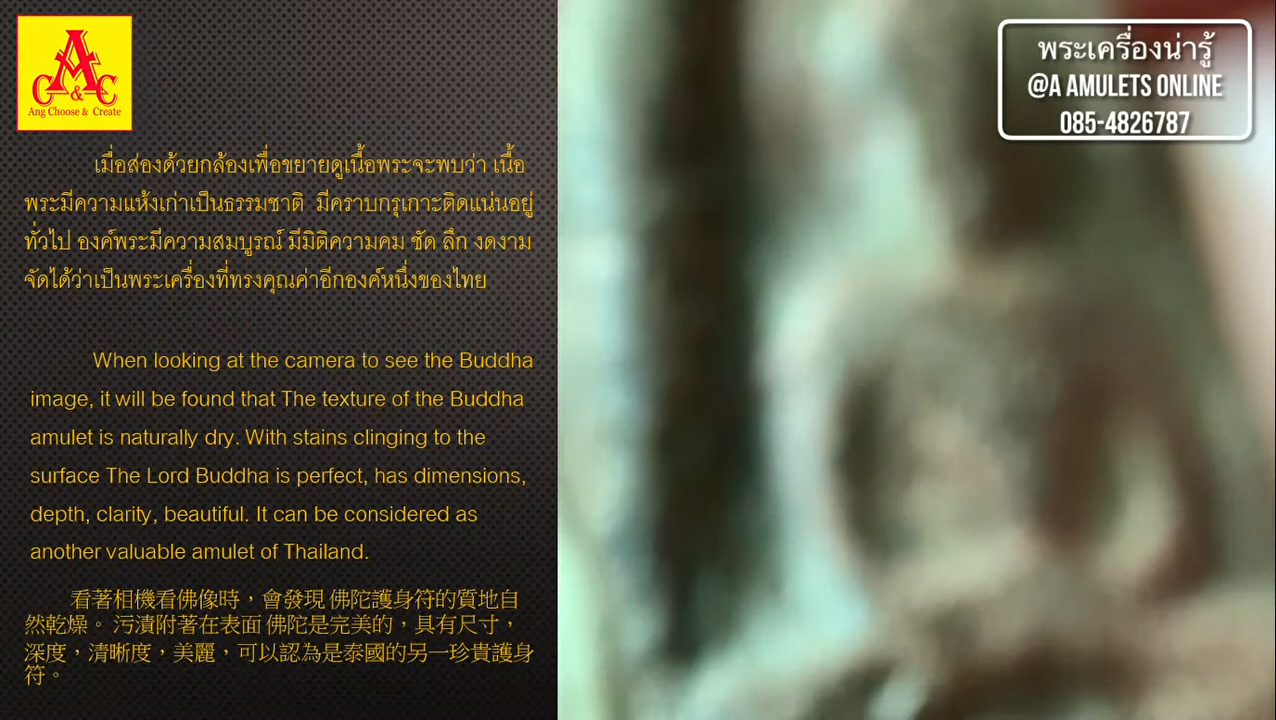 A
C & C
Ang Choose & Create
พระเครื่องน่ารู้
@A AMULETS ONLINE
085-4826787
เมื่อส่องด้วยกล้องเพื่อขยายดูเนื้อพระจะพบว่า เนื้อ
พระมีความแห้งเก่าเป็นธรรมชาติ มีคราบกรุเกาะติดแน่นอยู่
ทั่วไป องค์พระมีความสมบูรณ์ มีมิติความคม ชัด ลึก งดงาม
จัดได้ว่าเป็นพระเครื่องที่ทรงคุณค่าอีกองค์หนึ่งของไทย
When looking at the camera to see the Buddha
image, it will be found that The texture of the Buddha
amulet is naturally dry. With stains clinging to the
surface The Lord Buddha is perfect, has dimensions,
depth, clarity, beautiful. It can be considered as
another valuable amulet of Thailand.
看著相機看佛像時，會發現 佛陀護身符的質地自
然乾燥。 污漬附著在表面 佛陀是完美的，具有尺寸，
深度，清晰度，美麗，可以認為是泰國的另一珍貴護身
符。